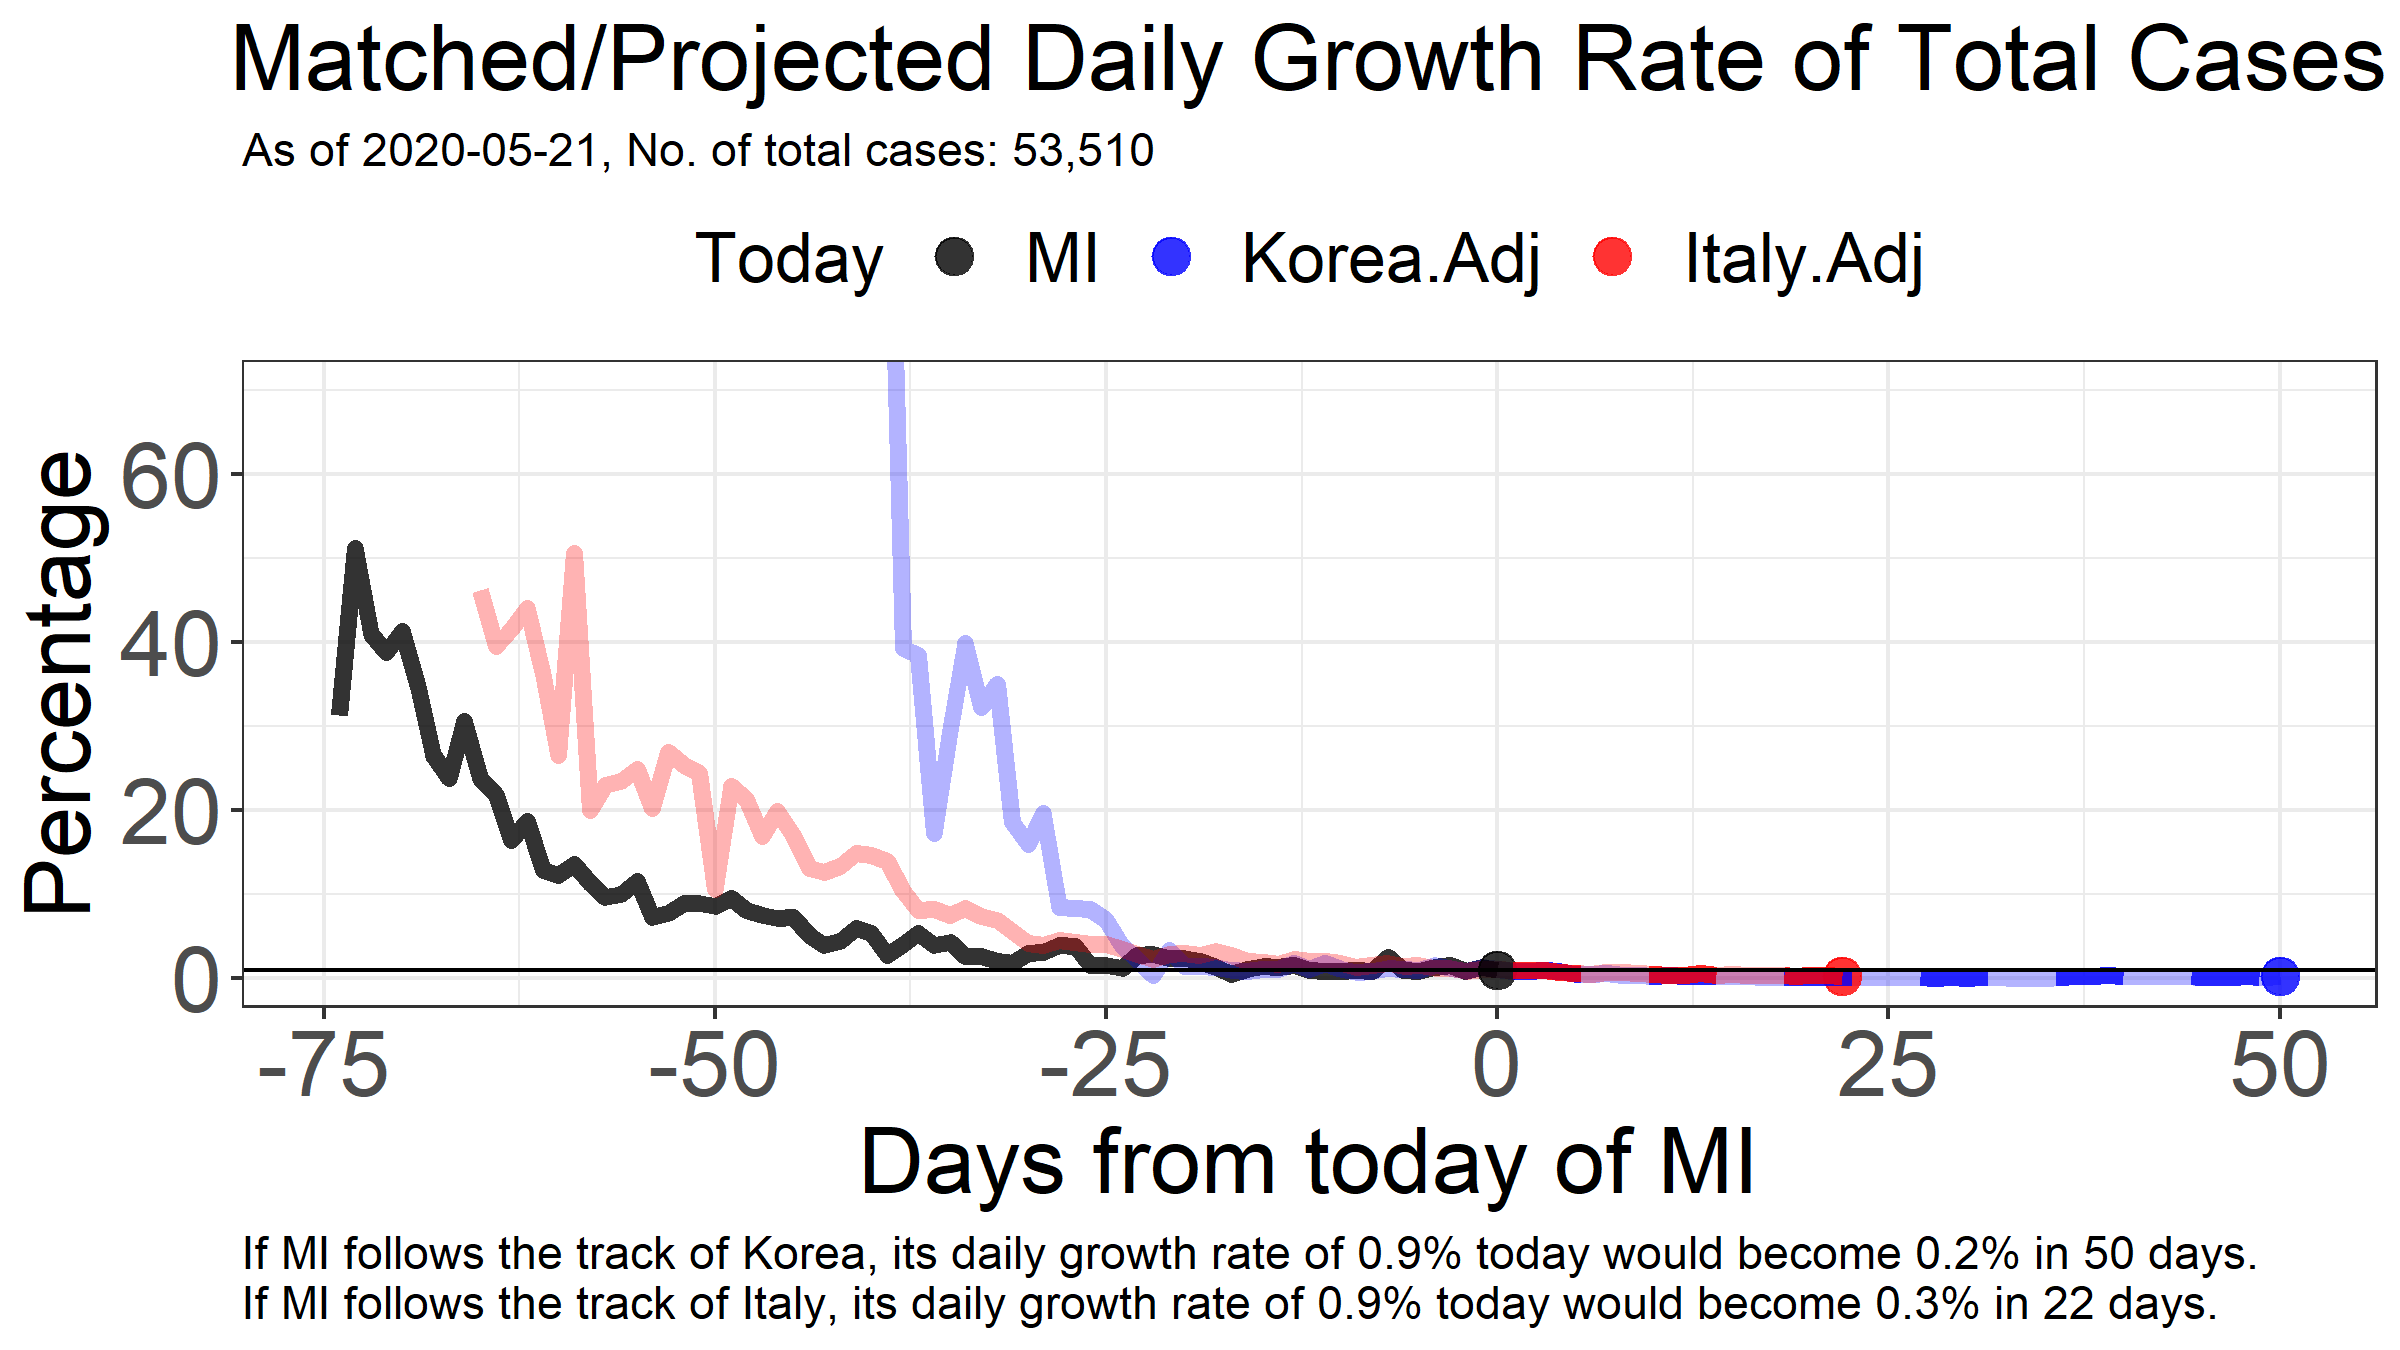 Matched/Projected Daily Growth Rate of Total Cases
As of 2020-05-21, No. of total cases: 53,510
Today MI Korea.Adj Italy.Adj
Percentage
60
40
20
0
-75 -50 -25 0 25 50
Days from today of MI
If MI follows the track of Korea, its daily growth rate of 0.9% today would become 0.2% in 50 days.
If MI follows the track of Italy, its daily growth rate of 0.9% today would become 0.3% in 22 days.